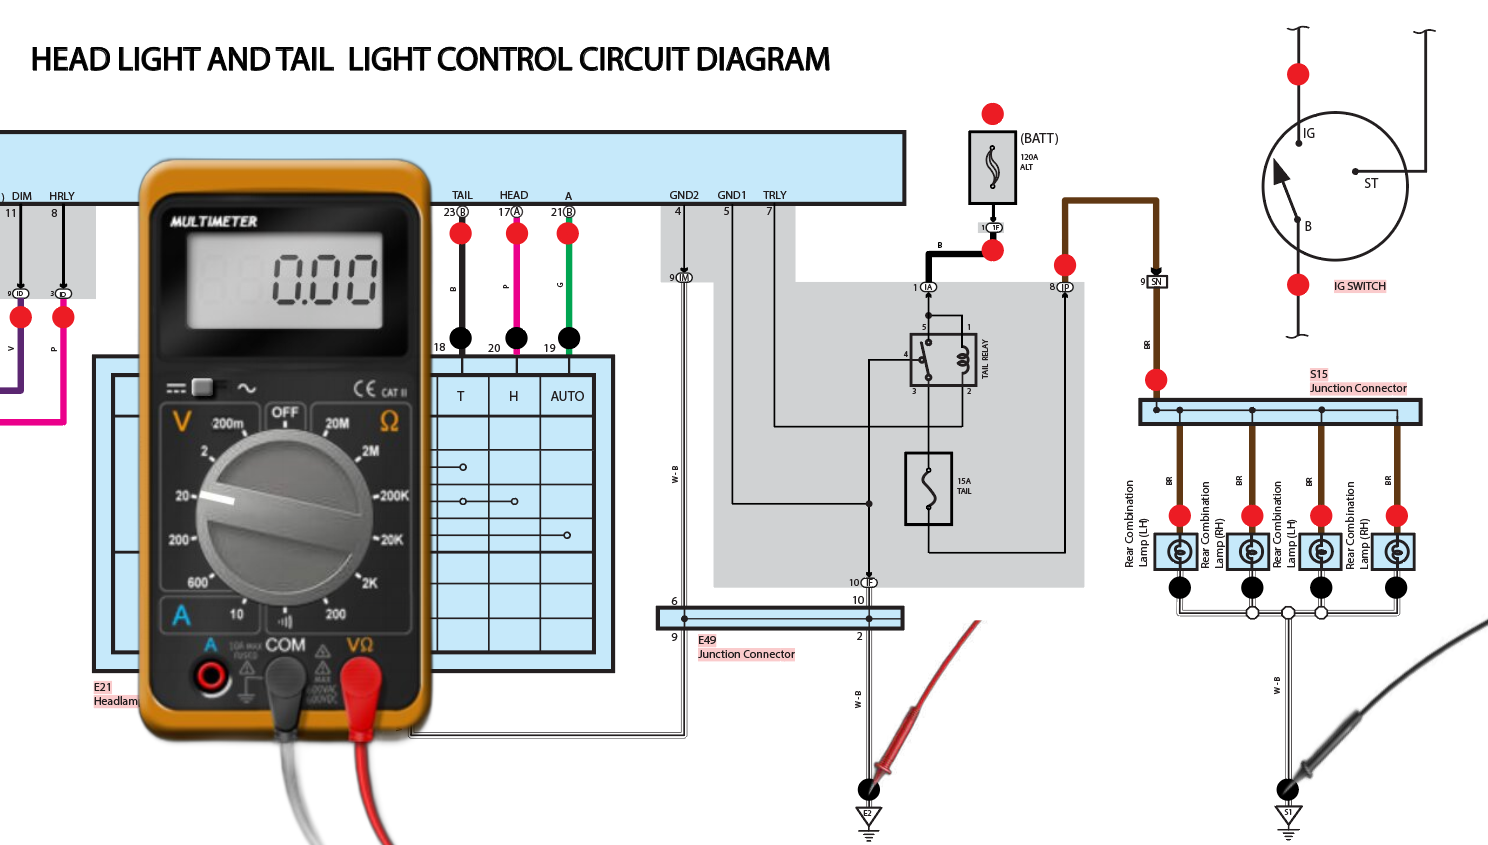 HEAD LIGHT AND TAIL LIGHT CONTROL CIRCUIT DIAGRAM
IG
ST
B
IG SWITCH
(BATT)
120A
ALT
1 1F
B
) DIM HRLY
11 8
TAIL HEAD A
23 B 17 A 21 B
GND2 GND1 TRLY
4 5 7
9 ID 3 ID
V P
B P G
18 20 19
9 IM
1 IA
8 IP
9 SN
BR
5 1
4
3 2
TAIL RELAY
15A
TAIL
W - B
10 IF
6 10
9 2
E49
Junction Connector
W - B
E2
S15
Junction Connector
BR BR BR BR
Rear Combination
Lamp (LH)
Rear Combination
Lamp (RH)
Rear Combination
Lamp (LH)
Rear Combination
Lamp (RH)
W - B
S1
T H AUTO
E21
Headlam
MULTIMETER
0.00
CE CAT II
V OFF Ω
200m 20M
2 2M
20 200K
200 20K
600 2K
10 200
A
A 10A MAX COM VΩ
FUSED
MAX